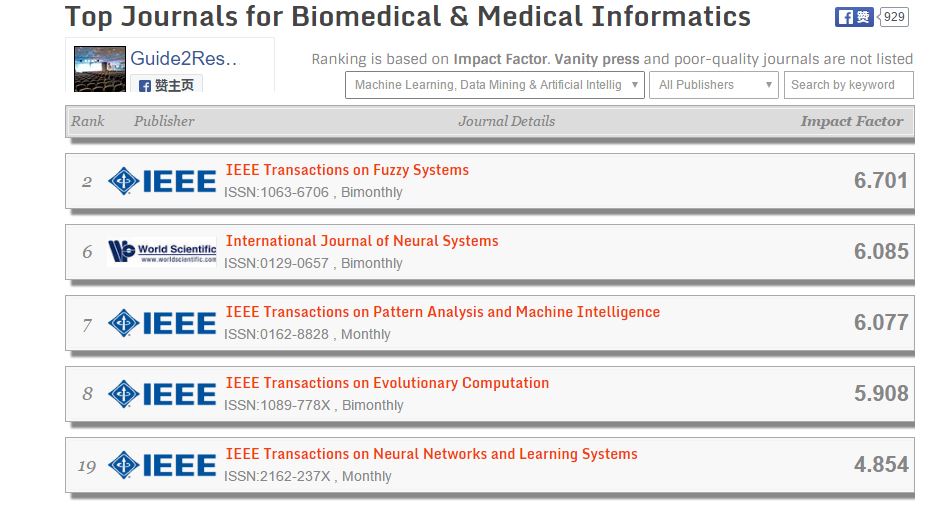 Top Journals for Biomedical & Medical Informatics
赞 929
Guide2Res..
赞主页
Ranking is based on Impact Factor. Vanity press and poor-quality journals are not listed
Machine Learning, Data Mining & Artificial Intellig All Publishers Search by keyword
Rank Publisher Journal Details Impact Factor
2 IEEE IEEE Transactions on Fuzzy Systems 6.701
ISSN:1063-6706 , Bimonthly
6 World Scientific International Journal of Neural Systems 6.085
www.worldscientific.com ISSN:0129-0657 , Bimonthly
7 IEEE IEEE Transactions on Pattern Analysis and Machine Intelligence 6.077
ISSN:0162-8828 , Monthly
8 IEEE IEEE Transactions on Evolutionary Computation 5.908
ISSN:1089-778X , Bimonthly
19 IEEE IEEE Transactions on Neural Networks and Learning Systems 4.854
ISSN:2162-237X , Monthly